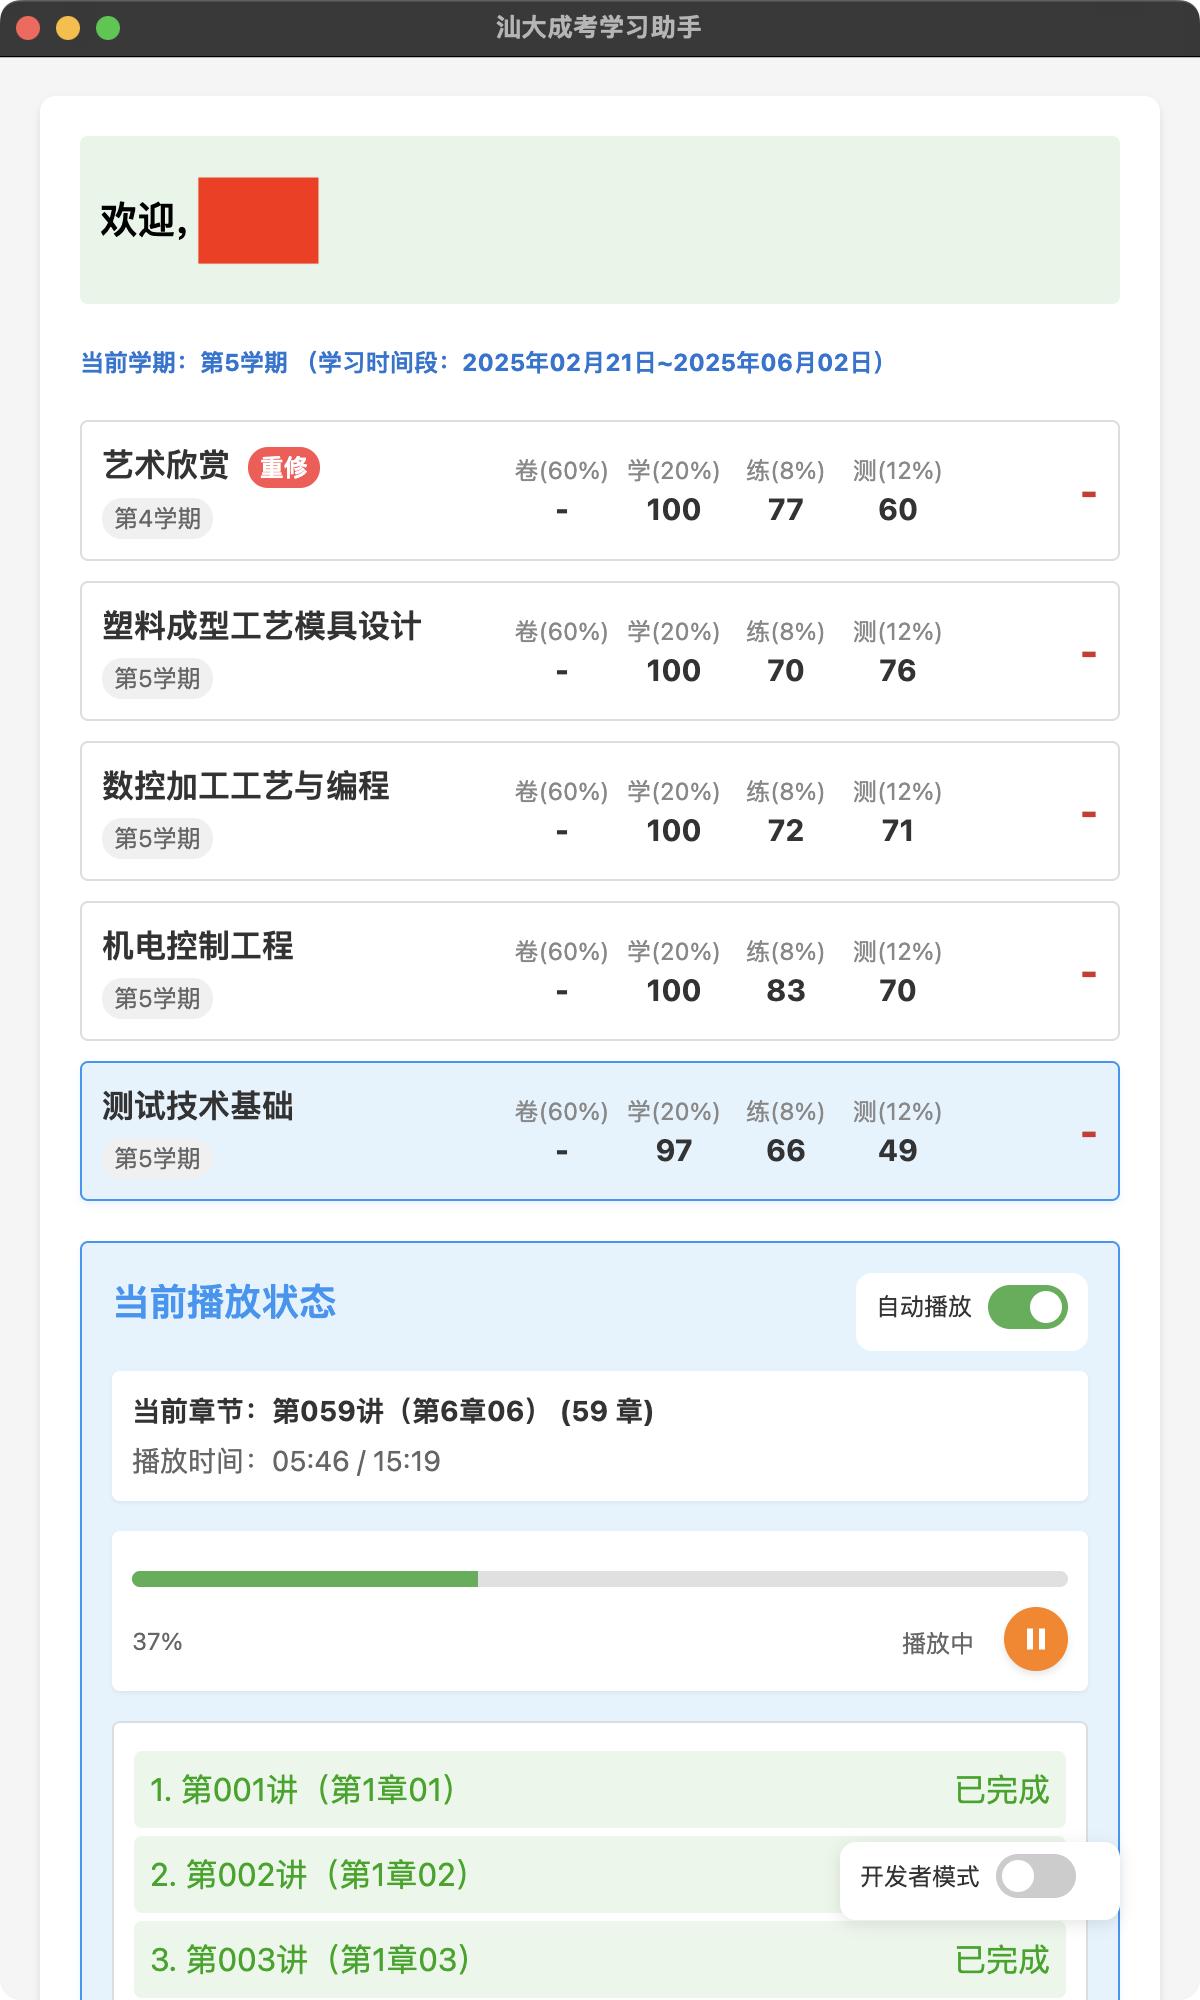 汕大成考学习助手
欢迎,
当前学期：第5学期 （学习时间段：2025年02月21日~2025年06月02日）
艺术欣赏 重修
第4学期
卷(60%) 学(20%) 练(8%) 测(12%)
- 100 77 60
-
塑料成型工艺模具设计
第5学期
卷(60%) 学(20%) 练(8%) 测(12%)
- 100 70 76
-
数控加工工艺与编程
第5学期
卷(60%) 学(20%) 练(8%) 测(12%)
- 100 72 71
-
机电控制工程
第5学期
卷(60%) 学(20%) 练(8%) 测(12%)
- 100 83 70
-
测试技术基础
第5学期
卷(60%) 学(20%) 练(8%) 测(12%)
- 97 66 49
-
当前播放状态
自动播放
当前章节：第059讲（第6章06） (59 章)
播放时间：05:46 / 15:19
37% 播放中
1. 第001讲（第1章01） 已完成
2. 第002讲（第1章02）
开发者模式
3. 第003讲（第1章03） 已完成